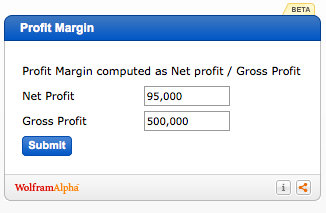 BETA
Profit Margin
Profit Margin computed as Net profit / Gross Profit
Net Profit 95,000
Gross Profit 500,000
Submit
WolframAlpha i